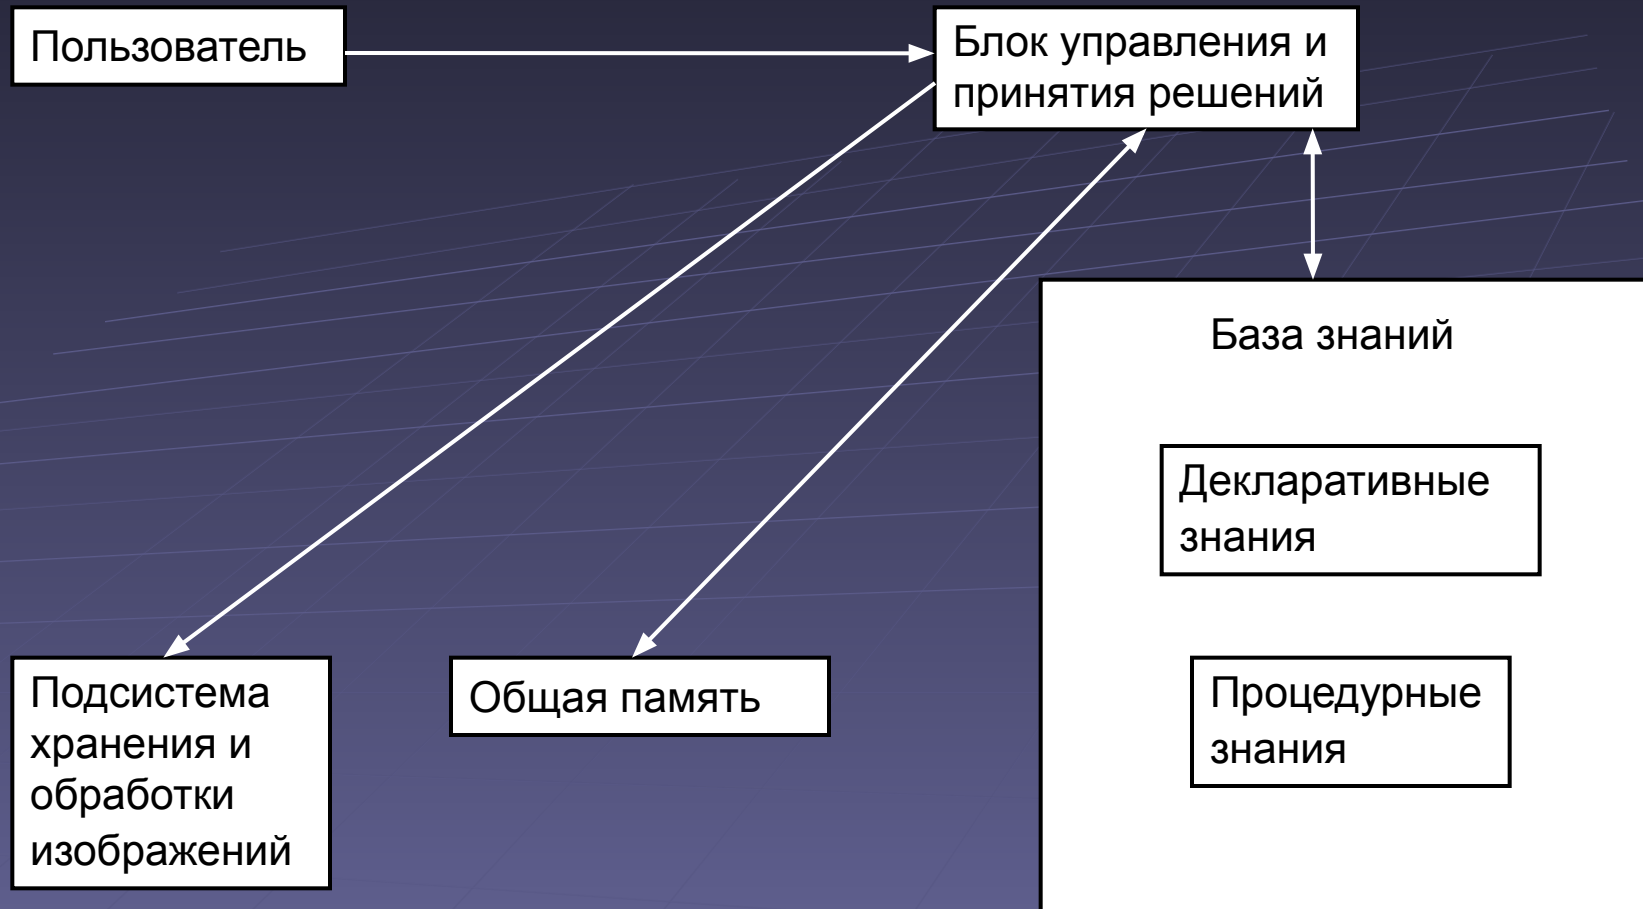 Пользователь
Блок управления и
принятия решений
База знаний
Декларативные
знания
Подсистема
хранения и
обработки
изображений
Общая память
Процедурные
знания